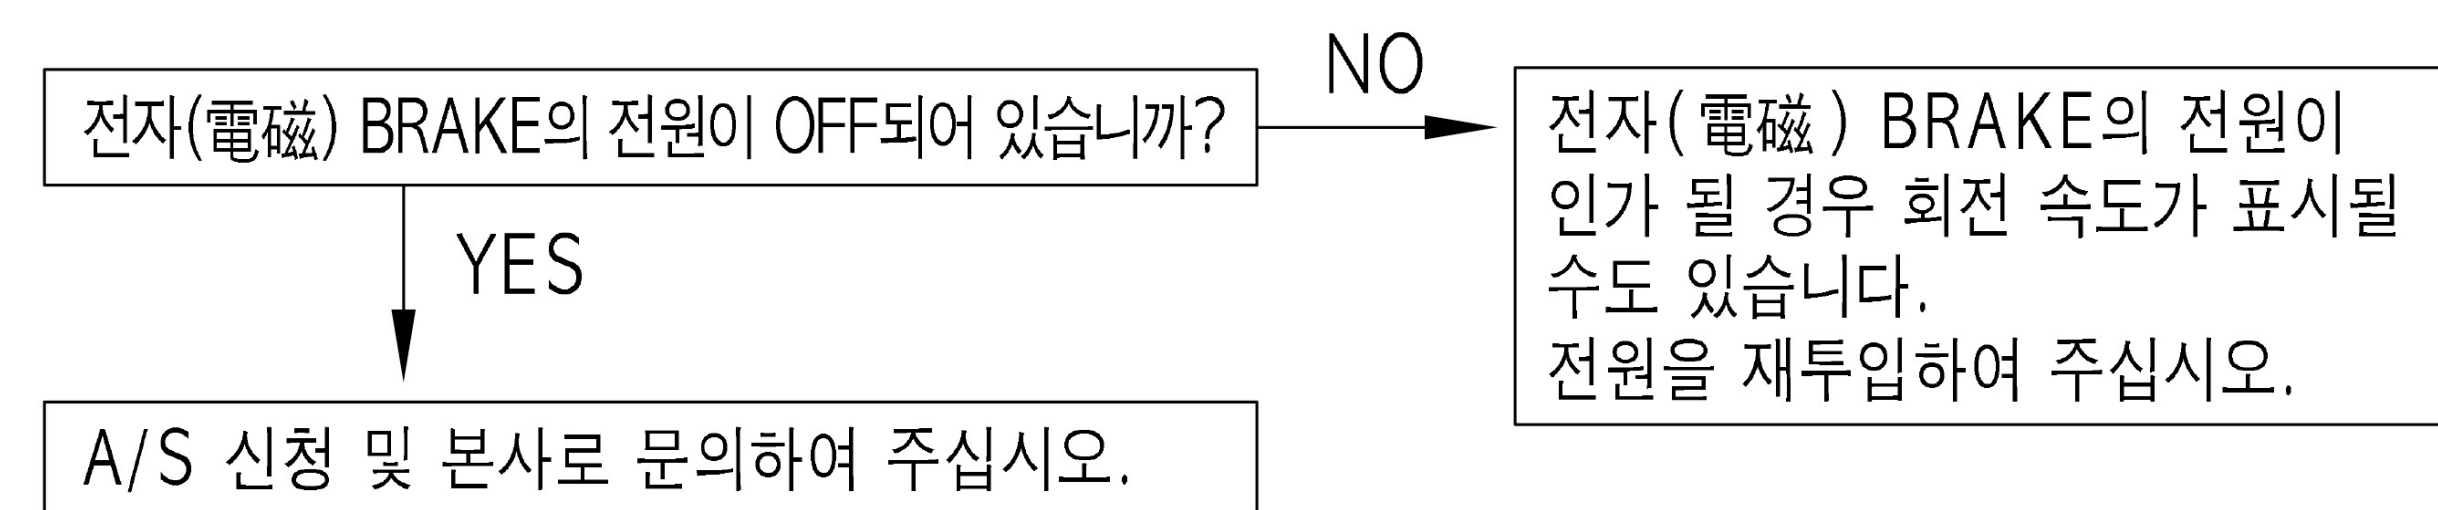 전자(電磁) BRAKE의 전원이 OFF되어 있습니까?
NO
전자(電磁) BRAKE의 전원이
인가 될 경우 회전 속도가 표시될
수도 있습니다.
전원을 재투입하여 주십시오.
YES
A/S 신청 및 본사로 문의하여 주십시오.